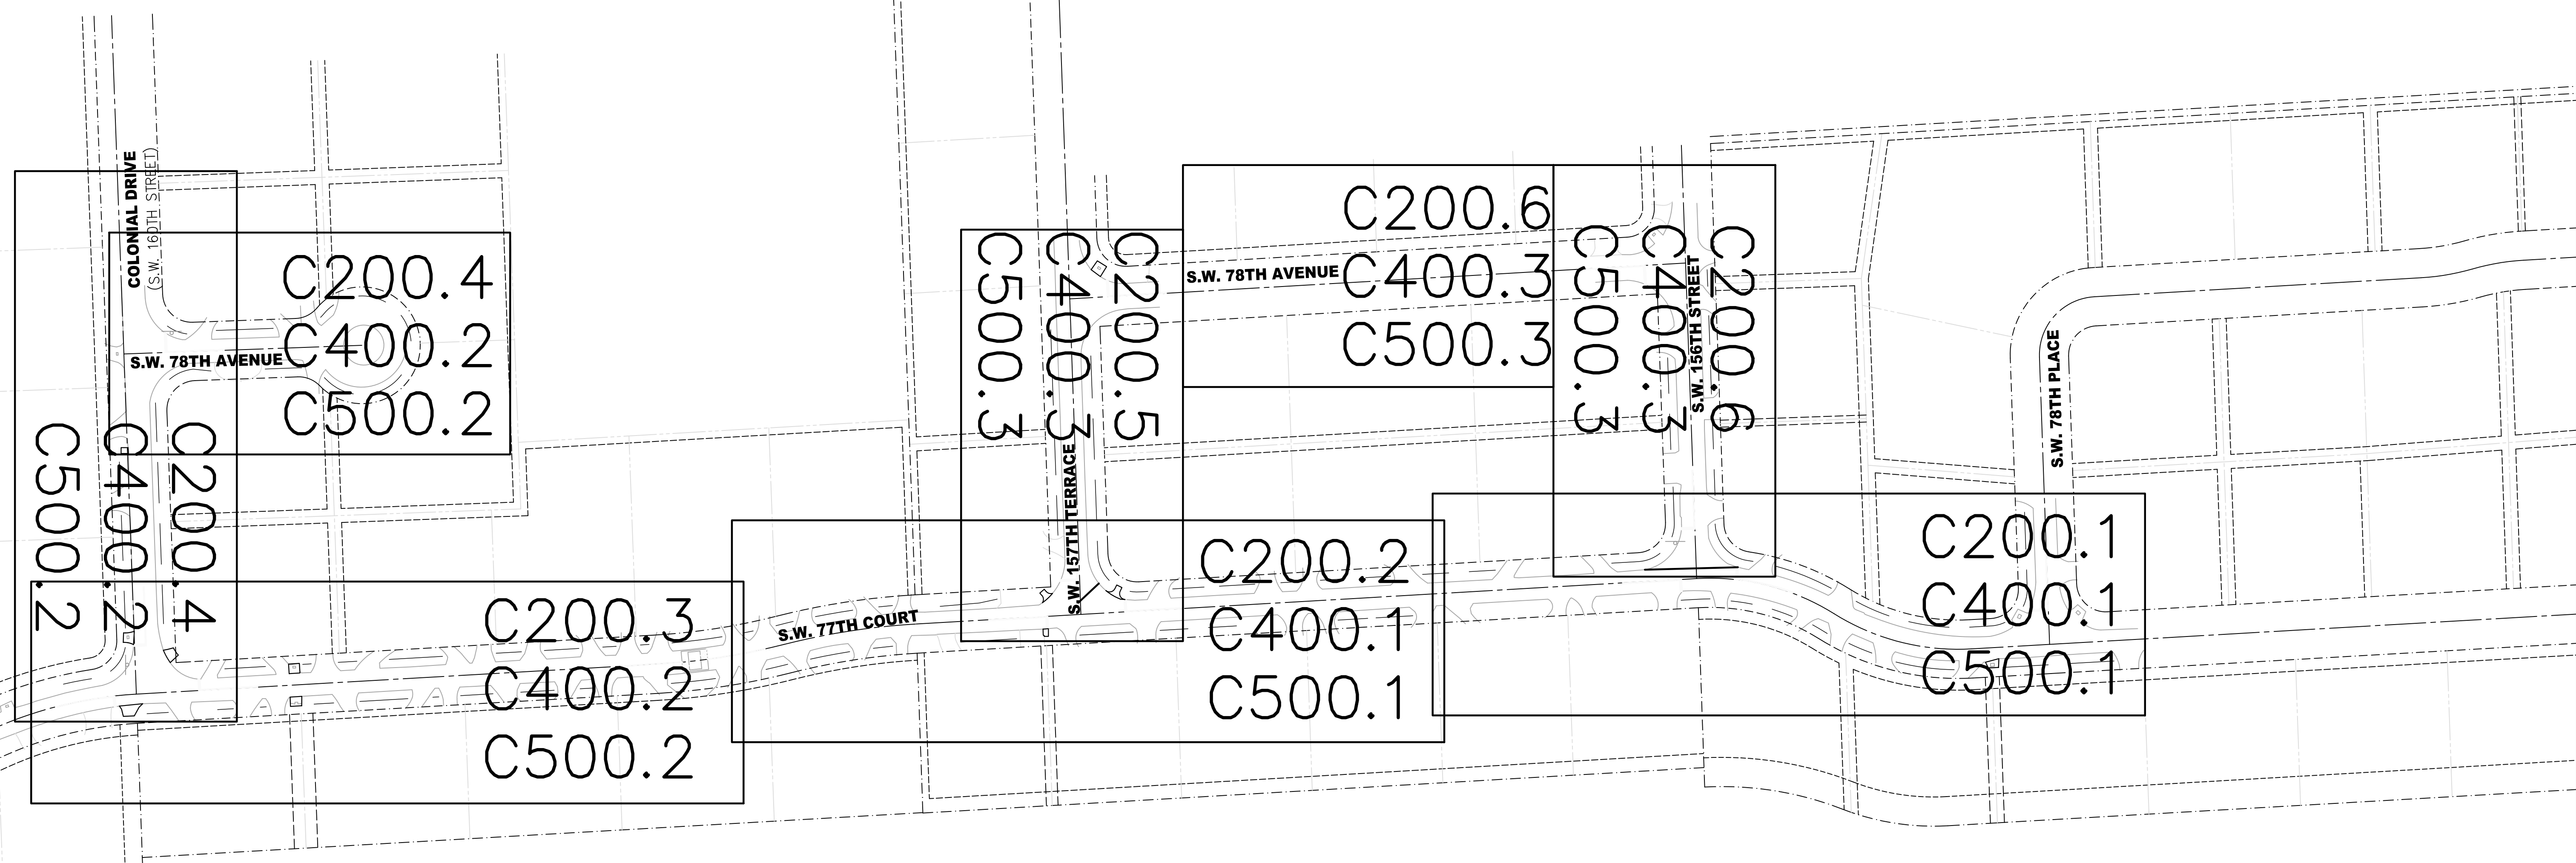 COLONIAL DRIVE
(S.W. 160TH STREET)
C200.4
C400.2
C500.2
S.W. 78TH AVENUE
C200.4
C400.2
C500.2
C200.3
C400.2
C500.2
S.W. 77TH COURT
C200.5
C400.3
C500.3
S.W. 157TH TERRACE
C200.2
C400.1
C500.1
C200.6
C400.3
C500.3
S.W. 78TH AVENUE
C200.6
C400.3
C500.3
S.W. 156TH STREET
C200.1
C400.1
C500.1
S.W. 78TH PLACE